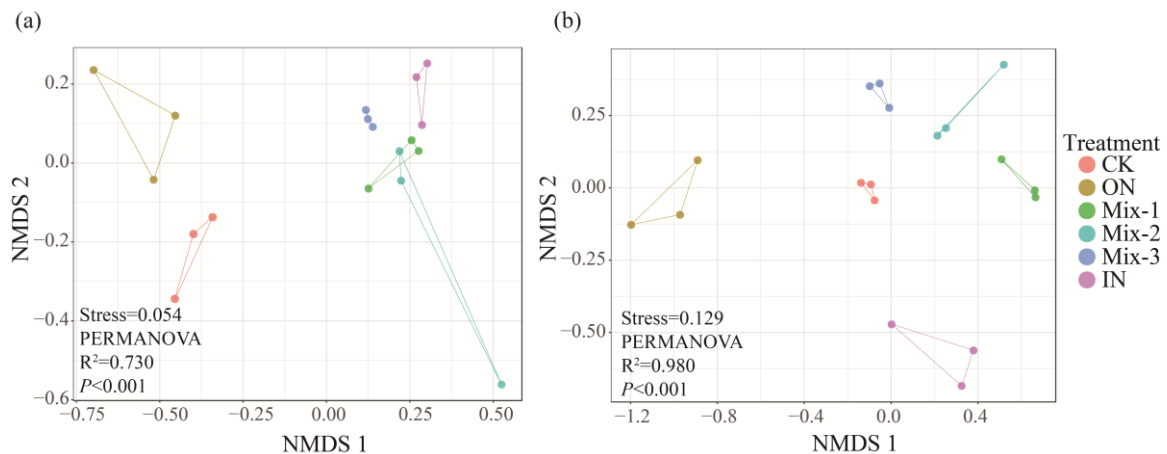 (a)
NMDS 2
0.2
0.0
−0.2
−0.4
−0.6
Stress=0.054
PERMANOVA
R²=0.730
P<0.001
−0.75 −0.50 −0.25 0.00 0.25 0.50
NMDS 1
(b)
NMDS 2
0.25
0.00
−0.25
−0.50
Stress=0.129
PERMANOVA
R²=0.980
P<0.001
−1.2 −0.8 −0.4 0.0 0.4
NMDS 1
Treatment
CK
ON
Mix-1
Mix-2
Mix-3
IN